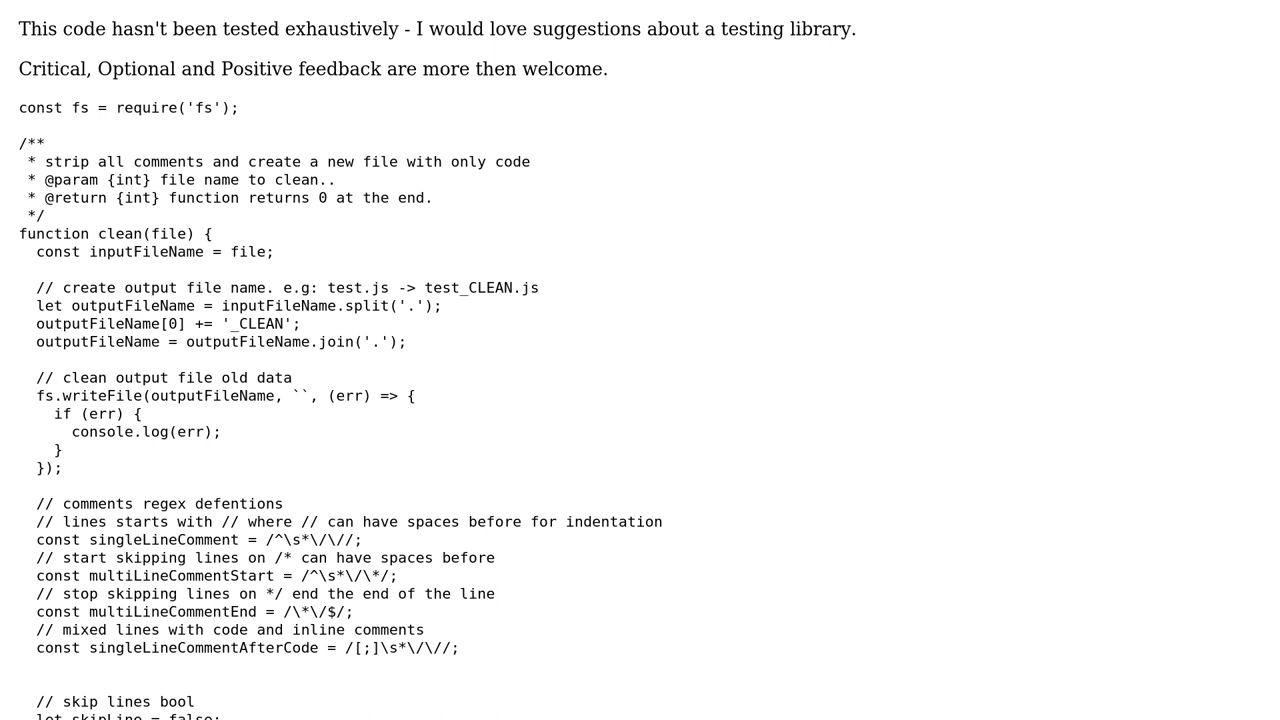 This code hasn't been tested exhaustively - I would love suggestions about a testing library.
Critical, Optional and Positive feedback are more then welcome.
const fs = require('fs');
/**
 * strip all comments and create a new file with only code
 * @param {int} file name to clean..
 * @return {int} function returns 0 at the end.
 */
function clean(file) {
  const inputFileName = file;
  // create output file name. e.g: test.js -> test_CLEAN.js
  let outputFileName = inputFileName.split('.');
  outputFileName[0] += '_CLEAN';
  outputFileName = outputFileName.join('.');
  // clean output file old data
  fs.writeFile(outputFileName, ``, (err) => {
    if (err) {
      console.log(err);
    }
  });
  // comments regex defentions
  // lines starts with // where // can have spaces before for indentation
  const singleLineComment = /^\s*\/\//;
  // start skipping lines on /* can have spaces before
  const multiLineCommentStart = /^\s*\/\*/;
  // stop skipping lines on */ end the end of the line
  const multiLineCommentEnd = /\*\/$/;
  // mixed lines with code and inline comments
  const singleLineCommentAfterCode = /[;]\s*\/\//;
  // skip lines bool
  let skipLine = false;